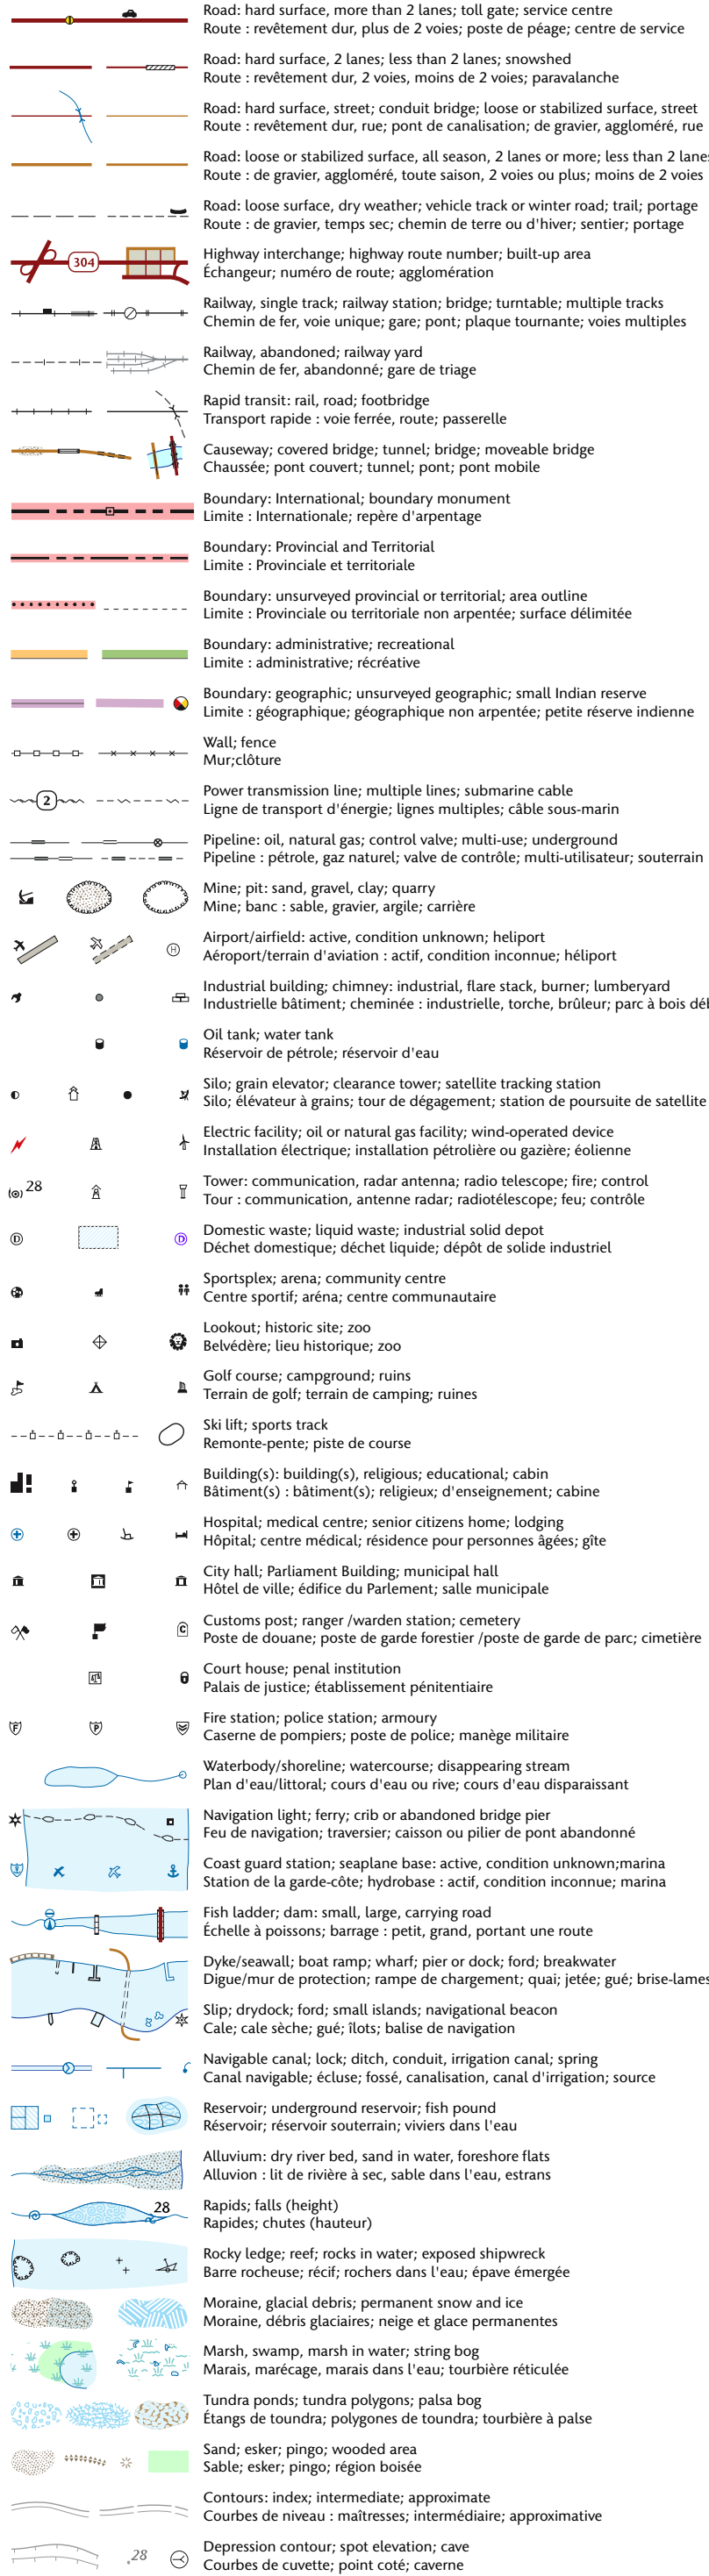 Road: hard surface, more than 2 lanes; toll gate; service centre
Route : revêtement dur, plus de 2 voies; poste de péage; centre de service
Road: hard surface, 2 lanes; less than 2 lanes; snowshed
Route : revêtement dur, 2 voies, moins de 2 voies; paravalanche
Road: hard surface, street; conduit bridge; loose or stabilized surface, street
Route : revêtement dur, rue; pont de canalisation; de gravier, aggloméré, rue
Road: loose or stabilized surface, all season, 2 lanes or more; less than 2 lane
Route : de gravier, aggloméré, toute saison, 2 voies ou plus; moins de 2 voies
Road: loose surface, dry weather; vehicle track or winter road; trail; portage
Route : de gravier, temps sec; chemin de terre ou d'hiver; sentier; portage
304
Highway interchange; highway route number; built-up area
Échangeur; numéro de route; agglomération
Railway, single track; railway station; bridge; turntable; multiple tracks
Chemin de fer, voie unique; gare; pont; plaque tournante; voies multiples
Railway, abandoned; railway yard
Chemin de fer, abandonné; gare de triage
Rapid transit: rail, road; footbridge
Transport rapide : voie ferrée, route; passerelle
Causeway; covered bridge; tunnel; bridge; moveable bridge
Chaussée; pont couvert; tunnel; pont; pont mobile
Boundary: International; boundary monument
Limite : Internationale; repère d'arpentage
Boundary: Provincial and Territorial
Limite : Provinciale et territoriale
Boundary: unsurveyed provincial or territorial; area outline
Limite : Provinciale ou territoriale non arpentée; surface délimitée
Boundary: administrative; recreational
Limite : administrative; récréative
Boundary: geographic; unsurveyed geographic; small Indian reserve
Limite : géographique; géographique non arpentée; petite réserve indienne
Wall; fence
Mur;clôture
2
Power transmission line; multiple lines; submarine cable
Ligne de transport d'énergie; lignes multiples; câble sous-marin
Pipeline: oil, natural gas; control valve; multi-use; underground
Pipeline : pétrole, gaz naturel; valve de contrôle; multi-utilisateur; souterrain
Mine; pit: sand, gravel, clay; quarry
Mine; banc : sable, gravier, argile; carrière
H
Airport/airfield: active, condition unknown; heliport
Aéroport/terrain d'aviation : actif, condition inconnue; héliport
Industrial building; chimney: industrial, flare stack, burner; lumberyard
Industrielle bâtiment; cheminée : industrielle, torche, brûleur; parc à bois dé
Oil tank; water tank
Réservoir de pétrole; réservoir d'eau
Silo; grain elevator; clearance tower; satellite tracking station
Silo; élévateur à grains; tour de dégagement; station de poursuite de satellite
Electric facility; oil or natural gas facility; wind-operated device
Installation électrique; installation pétrolière ou gazière; éolienne
28
Tower: communication, radar antenna; radio telescope; fire; control
Tour : communication, antenne radar; radiotélescope; feu; contrôle
D
D
Domestic waste; liquid waste; industrial solid depot
Déchet domestique; déchet liquide; dépôt de solide industriel
Sportsplex; arena; community centre
Centre sportif; aréna; centre communautaire
Lookout; historic site; zoo
Belvédère; lieu historique; zoo
Golf course; campground; ruins
Terrain de golf; terrain de camping; ruines
Ski lift; sports track
Remonte-pente; piste de course
Building(s): building(s), religious; educational; cabin
Bâtiment(s) : bâtiment(s); religieux; d'enseignement; cabine
Hospital; medical centre; senior citizens home; lodging
Hôpital; centre médical; résidence pour personnes âgées; gîte
City hall; Parliament Building; municipal hall
Hôtel de ville; édifice du Parlement; salle municipale
C
Customs post; ranger /warden station; cemetery
Poste de douane; poste de garde forestier /poste de garde de parc; cimetière
Court house; penal institution
Palais de justice; établissement pénitentiaire
F
P
Fire station; police station; armoury
Caserne de pompiers; poste de police; manège militaire
Waterbody/shoreline; watercourse; disappearing stream
Plan d'eau/littoral; cours d'eau ou rive; cours d'eau disparaissant
Navigation light; ferry; crib or abandoned bridge pier
Feu de navigation; traversier; caisson ou pilier de pont abandonné
Coast guard station; seaplane base: active, condition unknown;marina
Station de la garde-côte; hydrobase : actif, condition inconnue; marina
Fish ladder; dam: small, large, carrying road
Échelle à poissons; barrage : petit, grand, portant une route
Dyke/seawall; boat ramp; wharf; pier or dock; ford; breakwater
Digue/mur de protection; rampe de chargement; quai; jetée; gué; brise-lames
Slip; drydock; ford; small islands; navigational beacon
Cale; cale sèche; gué; îlots; balise de navigation
Navigable canal; lock; ditch, conduit, irrigation canal; spring
Canal navigable; écluse; fossé, canalisation, canal d'irrigation; source
Reservoir; underground reservoir; fish pound
Réservoir; réservoir souterrain; viviers dans l'eau
Alluvium: dry river bed, sand in water, foreshore flats
Alluvion : lit de rivière à sec, sable dans l'eau, estrans
28
Rapids; falls (height)
Rapides; chutes (hauteur)
Rocky ledge; reef; rocks in water; exposed shipwreck
Barre rocheuse; récif; rochers dans l'eau; épave émergée
Moraine, glacial debris; permanent snow and ice
Moraine, débris glaciaires; neige et glace permanentes
Marsh, swamp, marsh in water; string bog
Marais, marécage, marais dans l'eau; tourbière réticulée
Tundra ponds; tundra polygons; palsa bog
Étangs de toundra; polygones de toundra; tourbière à palse
Sand; esker; pingo; wooded area
Sable; esker; pingo; région boisée
Contours: index; intermediate; approximate
Courbes de niveau : maîtresses; intermédiaire; approximative
.28
Depression contour; spot elevation; cave
Courbes de cuvette; point coté; caverne